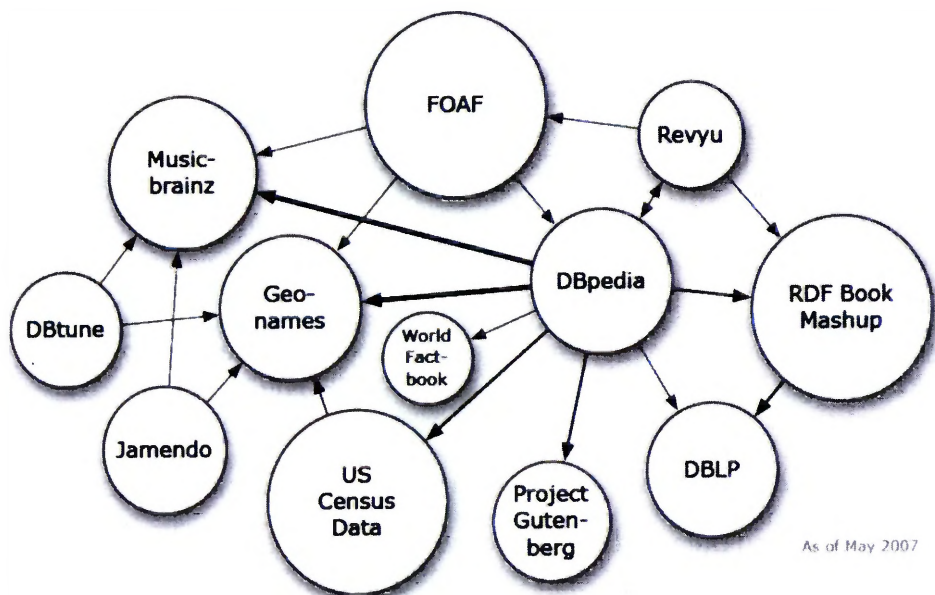 FOAF
Revyu
Music-
brainz
DBpedia
Geo-
names
RDF Book
Mashup
DBtune
World
Fact-
book
Jamendo
US
Census
Data
Project
Guten-
berg
DBLP
As of May 2007